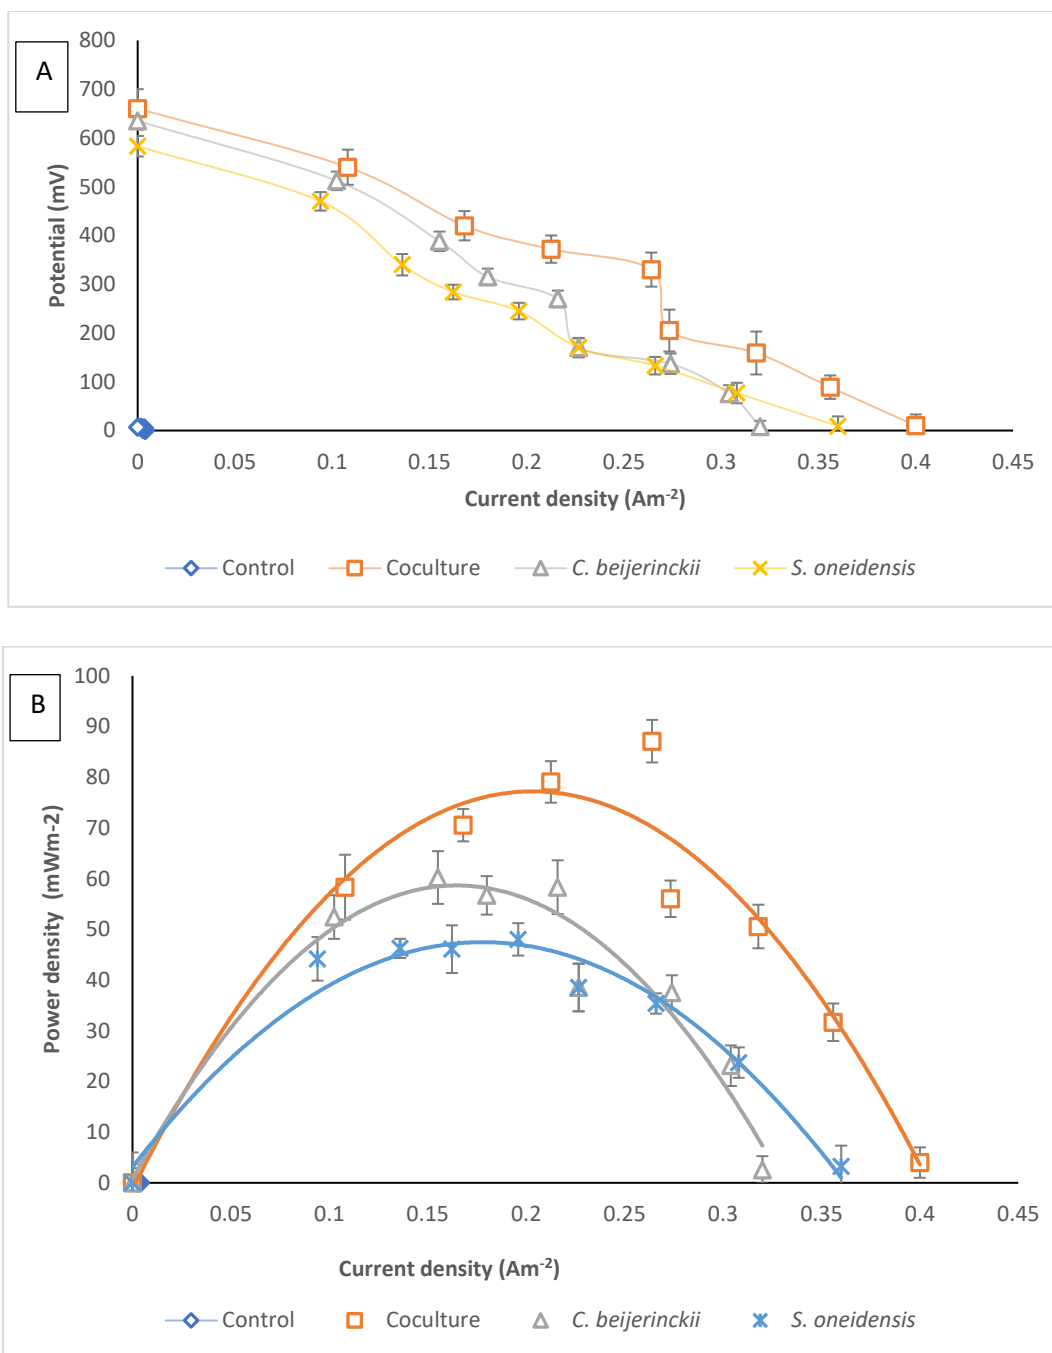 A
800
700
600
500
400
300
200
100
0
Potential (mV)
0 0.05 0.1 0.15 0.2 0.25 0.3 0.35 0.4 0.45
Current density (Am⁻²)
Control Coculture C. beijerinckii S. oneidensis
B
100
90
80
70
60
50
40
30
20
10
0
Power density (mWm-2)
0 0.05 0.1 0.15 0.2 0.25 0.3 0.35 0.4 0.45
Current density (Am⁻²)
Control Coculture C. beijerinckii S. oneidensis